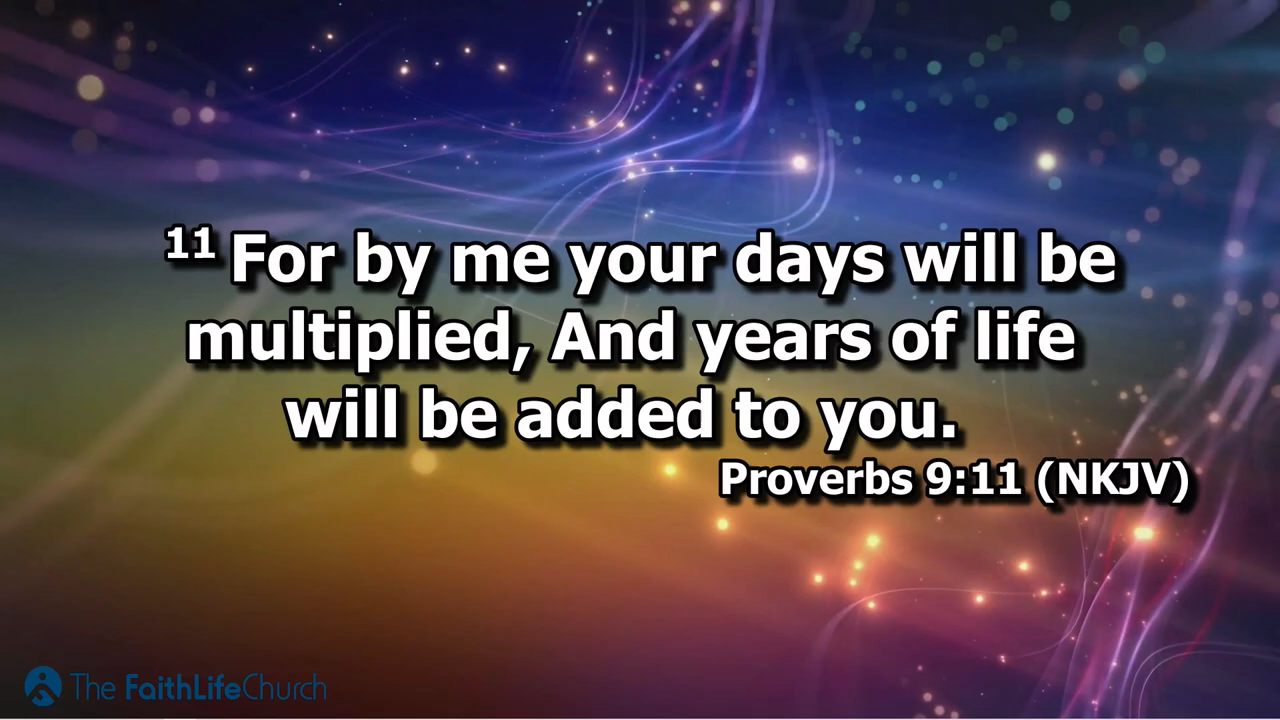 11 For by me your days will be
multiplied, And years of life
will be added to you.
Proverbs 9:11 (NKJV)
The FaithLifeChurch